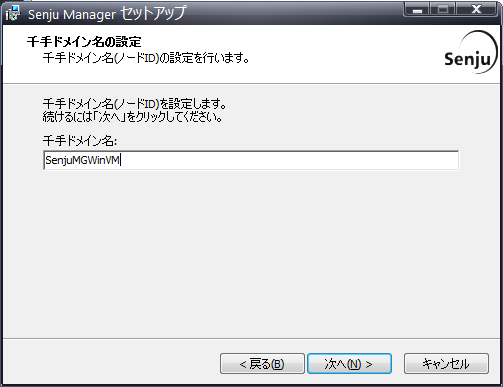 Senju Manager セットアップ
千手ドメイン名の設定
千手ドメイン名(ノードID)の設定を行います。
Senju
千手ドメイン名(ノードID)を設定します。
続けるには「次へ」をクリックしてください。
千手ドメイン名:
SenjuMGWinVM
< 戻る(B)
次へ(N) >
キャンセル